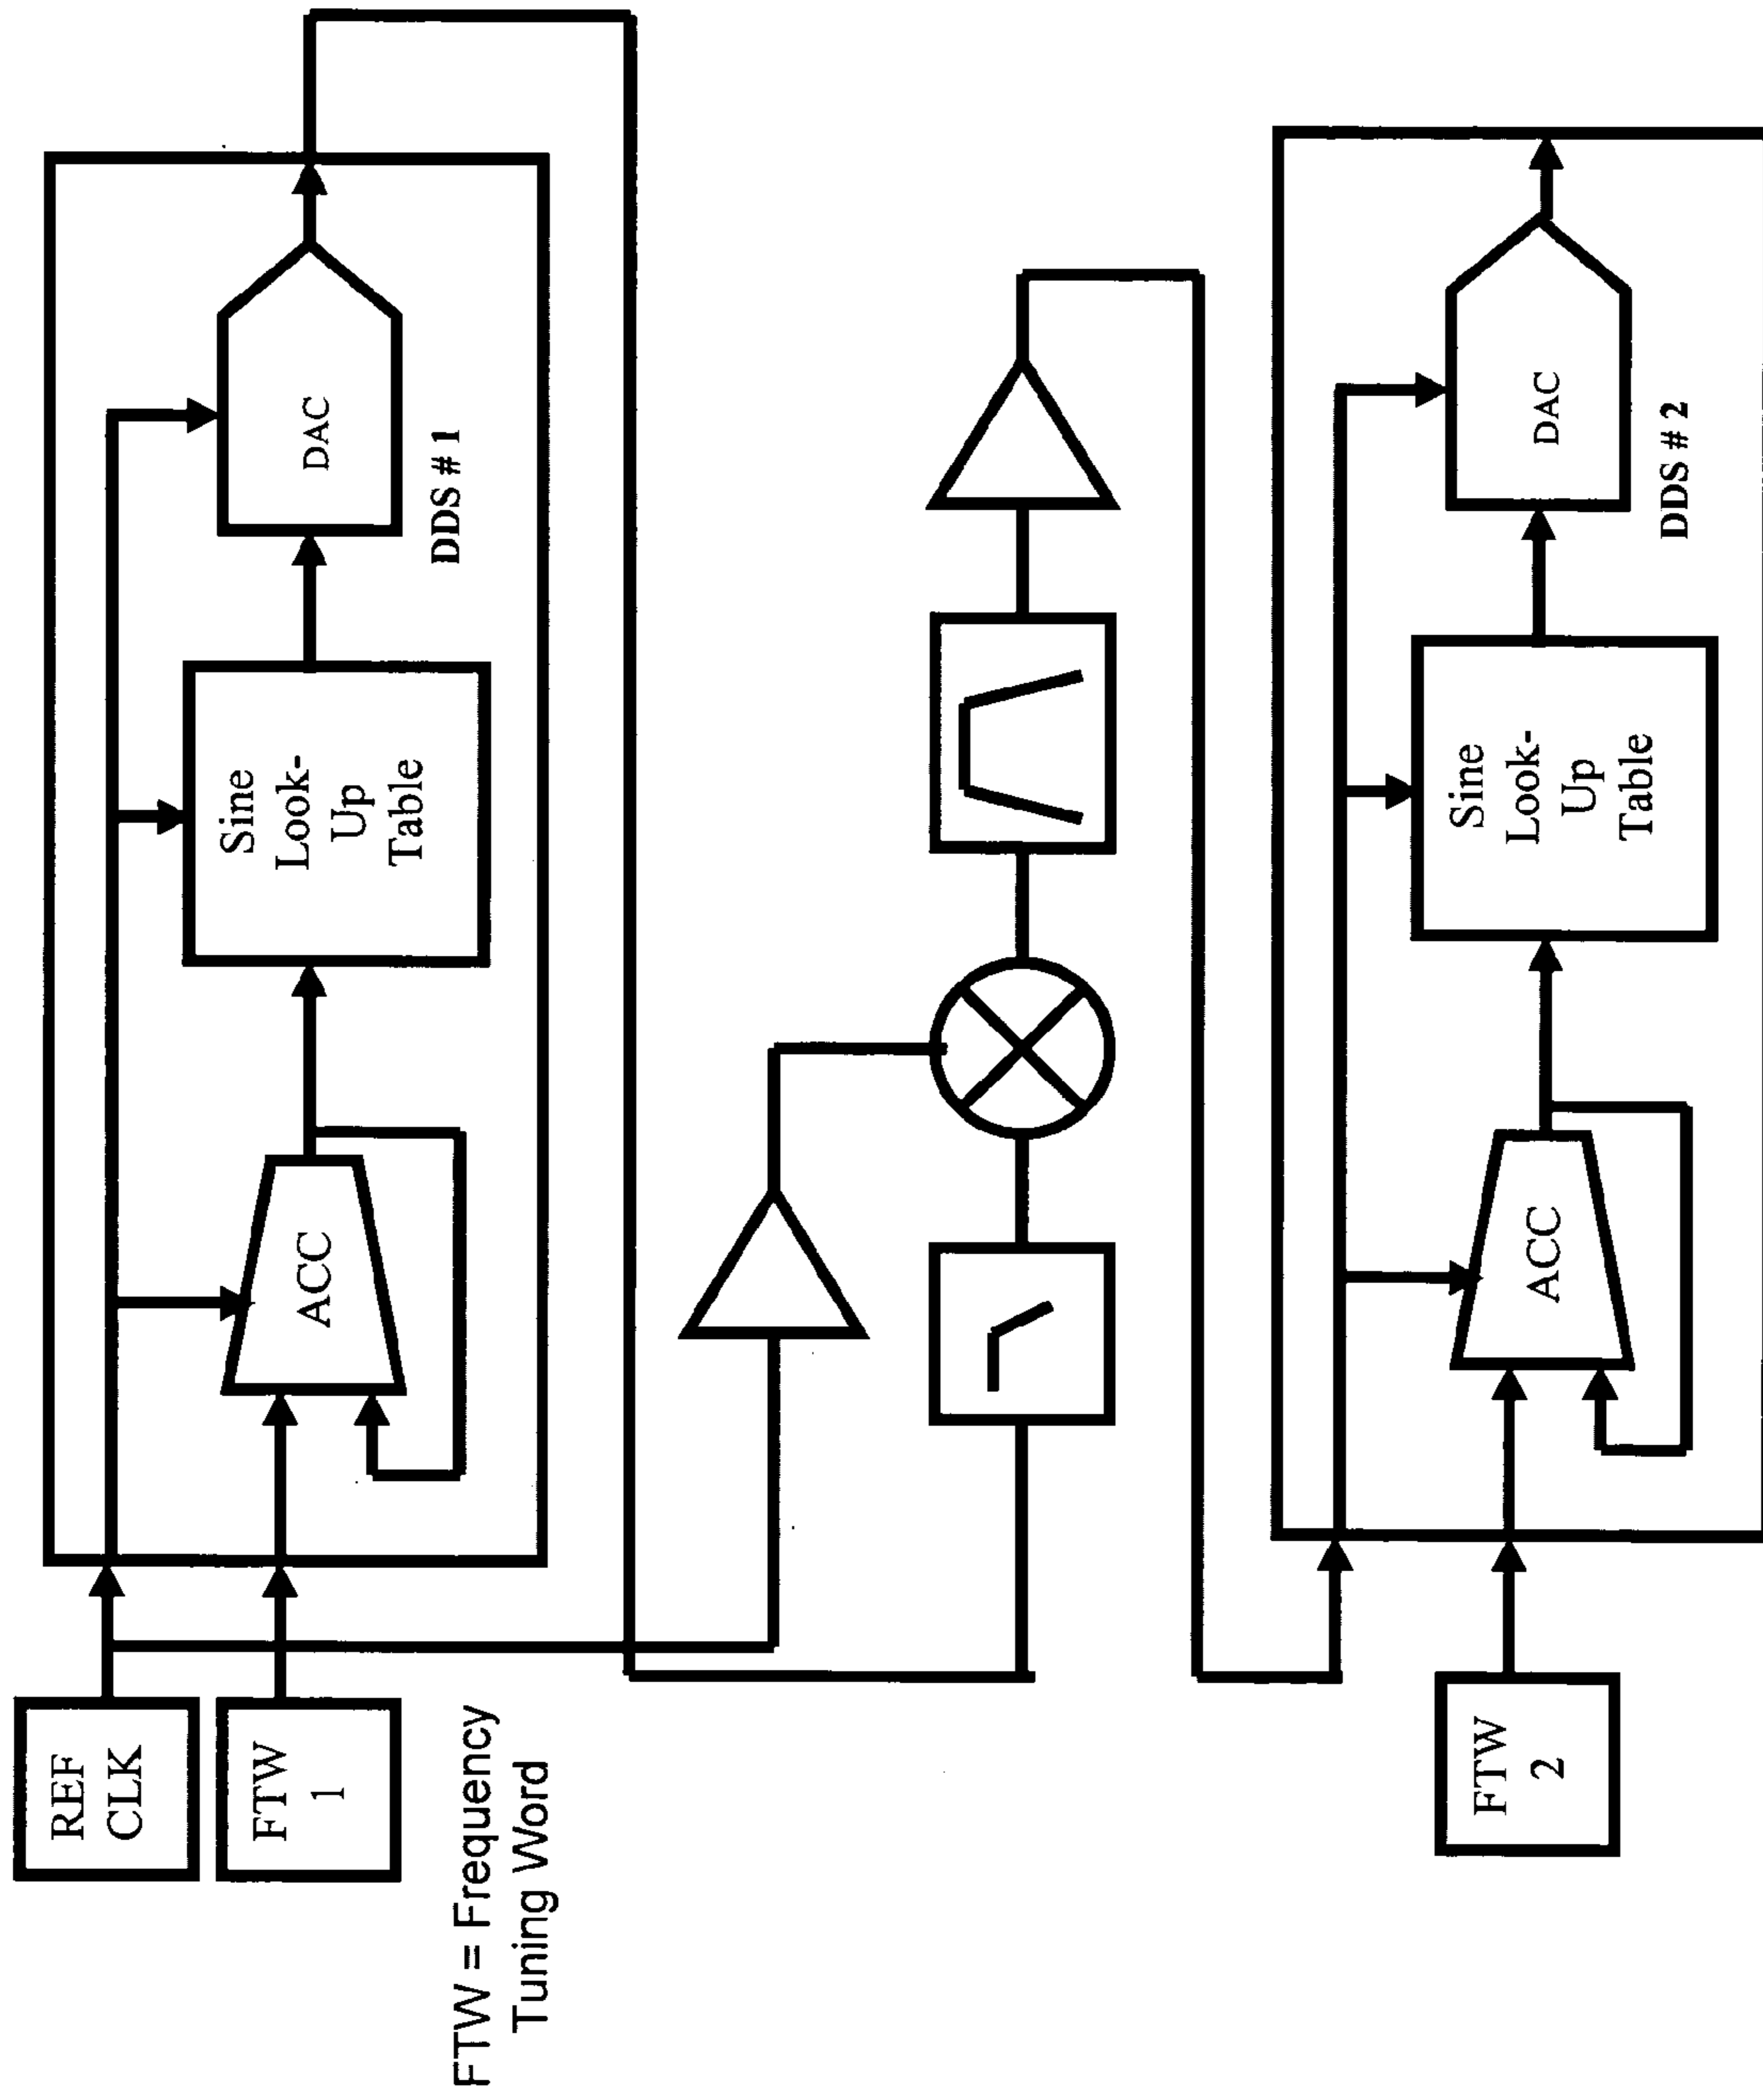 REF
CLK
FTW
1
FTW = Frequency
Tuning Word
ACC
Sine
Look-
Up
Table
DAC
DDS # 1
FTW
2
ACC
Sine
Look-
Up
Table
DAC
DDS # 2